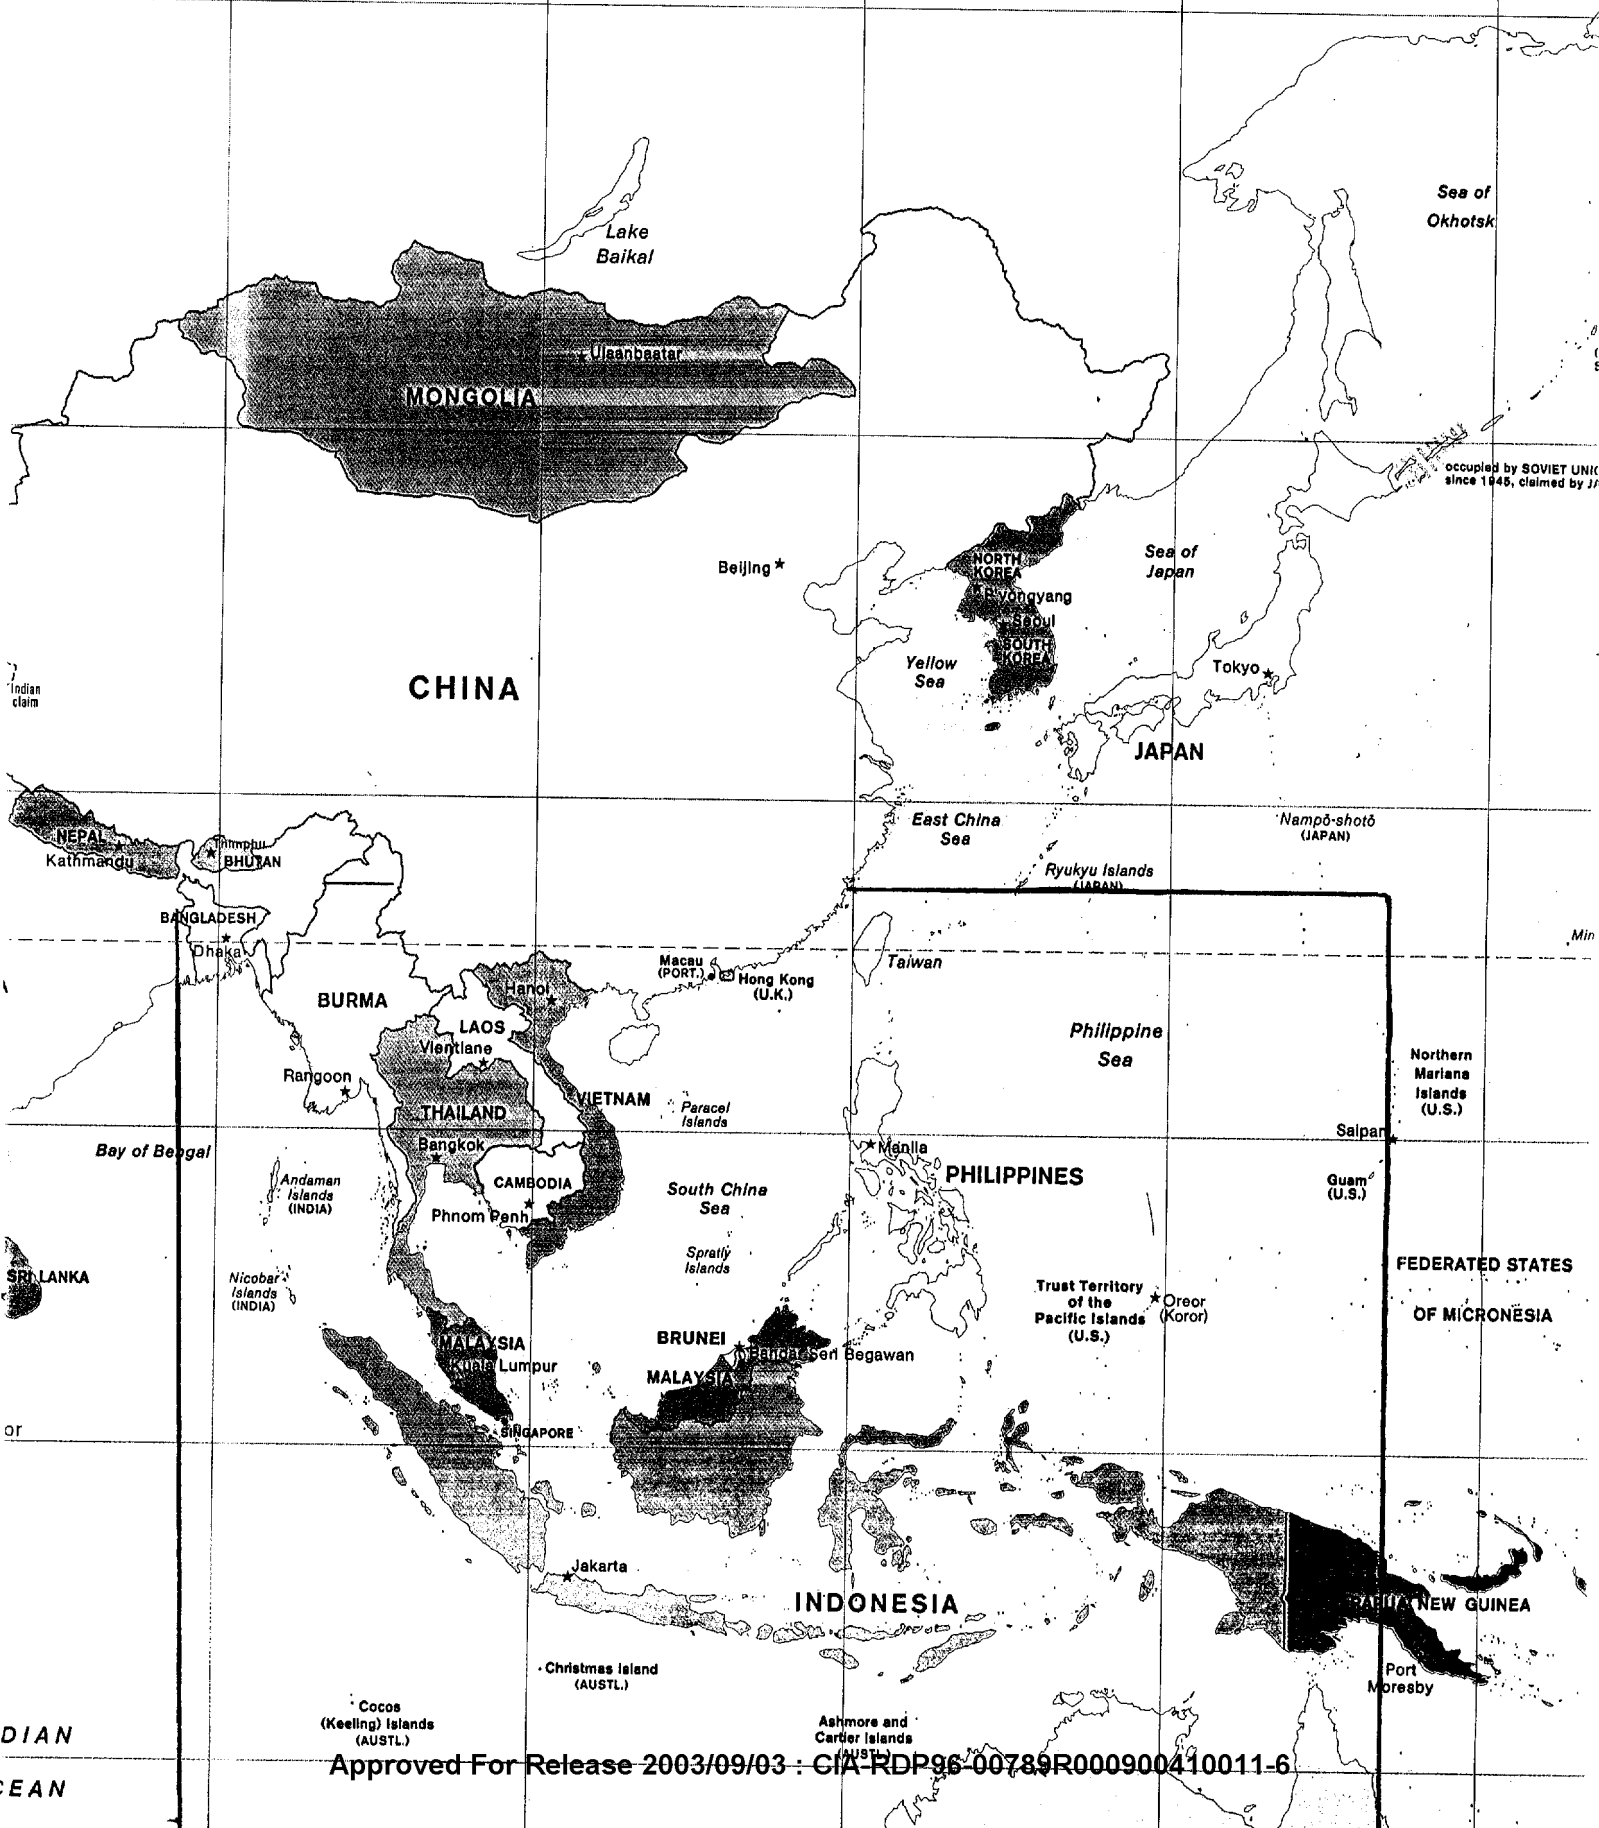 Sea of
Okhotsk
Lake
Baikal
Ulaanbaatar
MONGOLIA
occupied by SOVIET
since 1945, claimed by
Beijing
NORTH
KOREA
P'yongyang
Seoul
SOUTH
KOREA
Sea of
Japan
Yellow
Sea
Tokyo
Indian
claim
CHINA
JAPAN
East China
Sea
Nampō-shotō
(JAPAN)
NEPAL
Kathmandu
Thimphu
BHUTAN
Ryukyu Islands
(JAPAN)
BANGLADESH
Dhaka
Min
Macau
(PORT.)
Hong Kong
(U.K.)
Taiwan
BURMA
Hanoi
LAOS
Vientiane
Philippine
Sea
Rangoon
Northern
Mariana
Islands
(U.S.)
THAILAND
VIETNAM
Paracel
Islands
Saipan
Bay of Bengal
Bangkok
Manila
PHILIPPINES
Andaman
Islands
(INDIA)
CAMBODIA
Phnom Penh
South China
Sea
Guam
(U.S.)
Spratly
Islands
FEDERATED STATES
OF MICRONESIA
SRI LANKA
Nicobar
Islands
(INDIA)
Trust Territory
of the
Pacific Islands
(U.S.)
Oreor
(Koror)
MALAYSIA
Kuala Lumpur
BRUNEI
Bandar Seri Begawan
MALAYSIA
SINGAPORE
or
Jakarta
INDONESIA
PAPUA NEW GUINEA
Christmas Island
(AUSTL.)
Port
Moresby
Cocos
(Keeling) Islands
(AUSTL.)
Ashmore and
Cartier Islands
(AUSTL.)
DIAN
CEAN
Approved For Release 2003/09/03 : CIA-RDP96-00789R000900410011-6